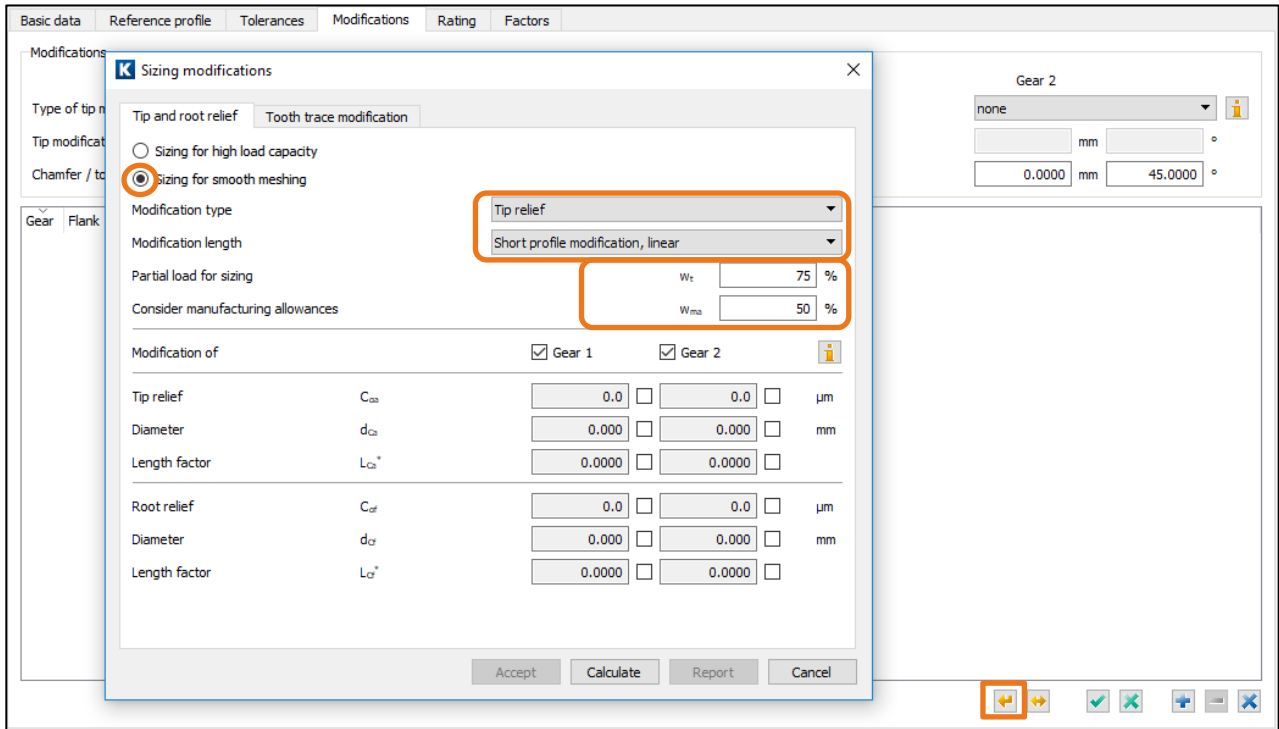 Basic data Reference profile Tolerances Modifications Rating Factors
Modifications
K Sizing modifications
Gear 2
Type of tip m
none
Tip modificat
mm °
Chamfer / to
0.0000 mm 45.0000 °
Gear Flank
Tip and root relief Tooth trace modification
Sizing for high load capacity
Sizing for smooth meshing
Modification type Tip relief
Modification length Short profile modification, linear
Partial load for sizing wt 75 %
Consider manufacturing allowances wma 50 %
Modification of Gear 1 Gear 2
Tip relief Cαa 0.0 0.0 µm
Diameter dCa 0.000 0.000 mm
Length factor LCa* 0.0000 0.0000
Root relief Cαf 0.0 0.0 µm
Diameter dCf 0.000 0.000 mm
Length factor LCf* 0.0000 0.0000
Accept Calculate Report Cancel